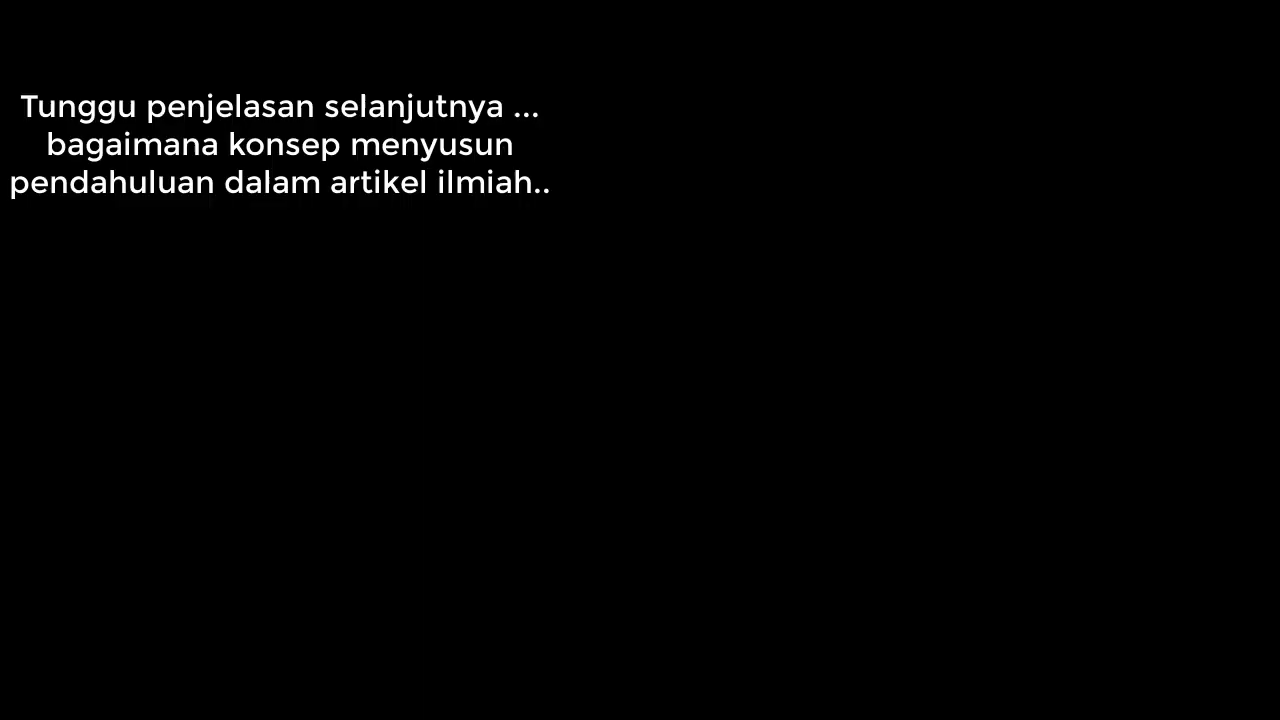 Tunggu penjelasan selanjutnya ...
bagaimana konsep menyusun
pendahuluan dalam artikel ilmiah..